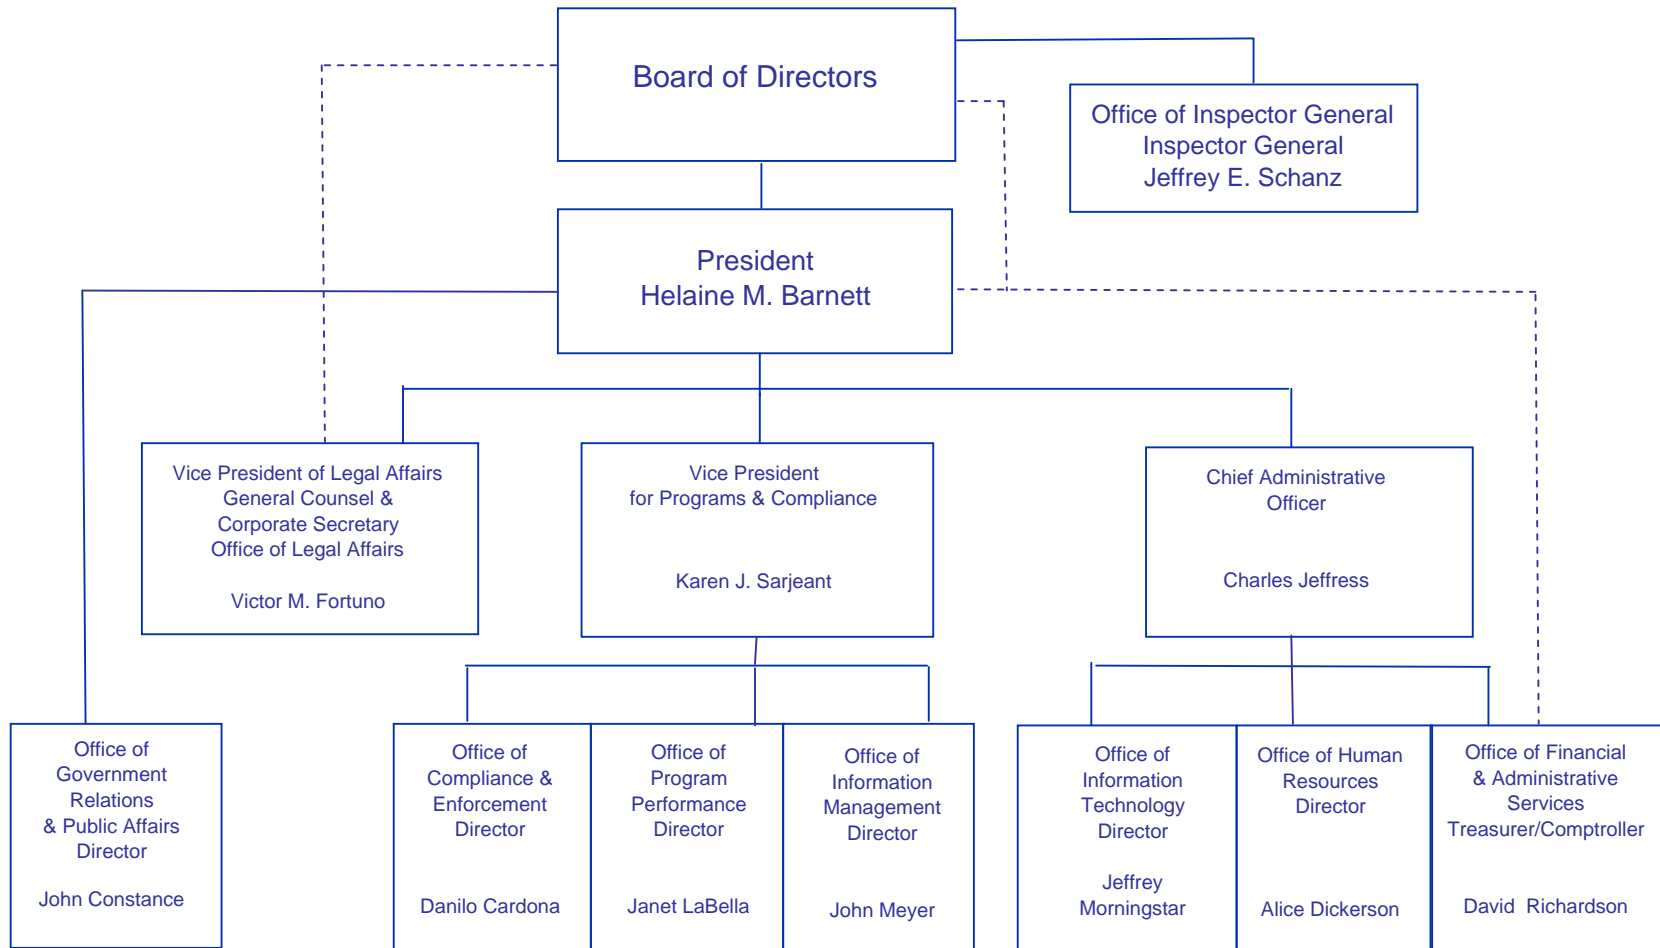 Board of Directors
Office of Inspector General
Inspector General
Jeffrey E. Schanz
President
Helaine M. Barnett
Vice President of Legal Affairs
General Counsel &
Corporate Secretary
Office of Legal Affairs
Victor M. Fortuno
Vice President
for Programs & Compliance
Karen J. Sarjeant
Chief Administrative
Officer
Charles Jeffress
Office of
Government
Relations
& Public Affairs
Director
John Constance
Office of
Compliance &
Enforcement
Director
Danilo Cardona
Office of
Program
Performance
Director
Janet LaBella
Office of
Information
Management
Director
John Meyer
Office of
Information
Technology
Director
Jeffrey
Morningstar
Office of Human
Resources
Director
Alice Dickerson
Office of Financial
& Administrative
Services
Treasurer/Comptroller
David Richardson